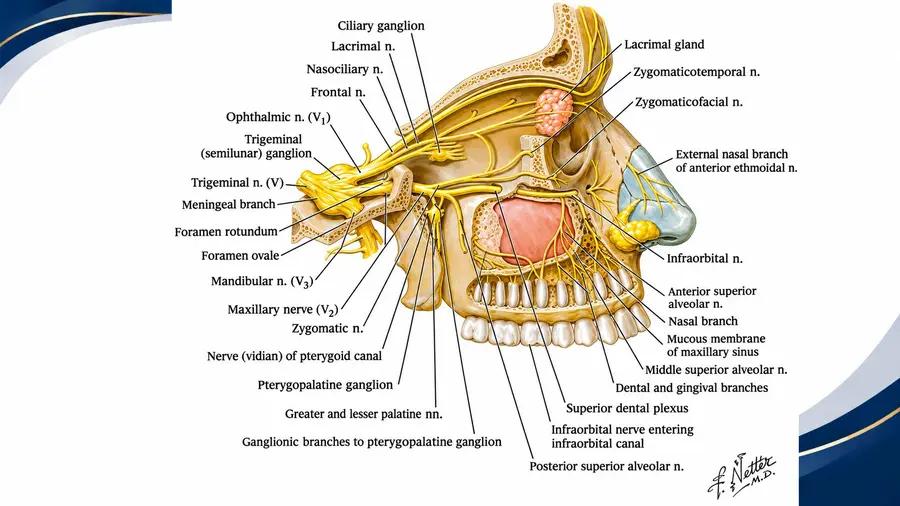 Ciliary ganglion
Lacrimal n.
Nasociliary n.
Frontal n.
Ophthalmic n. (V1)
Trigeminal
(semilunar) ganglion
Trigeminal n. (V)
Meningeal branch
Foramen rotundum
Foramen ovale
Mandibular n. (V3)
Maxillary nerve (V2)
Zygomatic n.
Nerve (vidian) of pterygoid canal
Pterygopalatine ganglion
Greater and lesser palatine nn.
Ganglionic branches to pterygopalatine ganglion
Lacrimal gland
Zygomaticotemporal n.
Zygomaticofacial n.
External nasal branch
of anterior ethmoidal n.
Infraorbital n.
Anterior superior
alveolar n.
Nasal branch
Mucous membrane
of maxillary sinus
Middle superior alveolar n.
Dental and gingival branches
Superior dental plexus
Infraorbital nerve entering
infraorbital canal
Posterior superior alveolar n.
F. Netter
M.D.